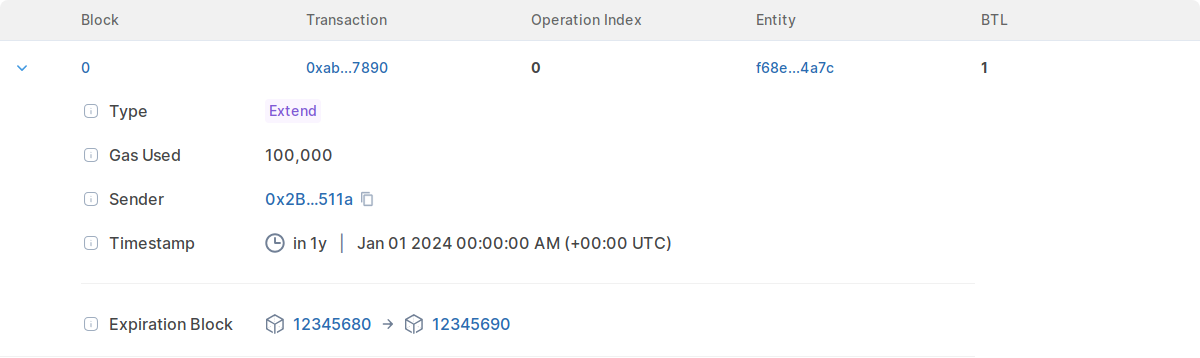 Block Transaction Operation Index Entity BTL
0 0xab...7890 0 f68e...4a7c 1
Type Extend
Gas Used 100,000
Sender 0x2B...511a
Timestamp in 1y | Jan 01 2024 00:00:00 AM (+00:00 UTC)
Expiration Block 12345680 → 12345690